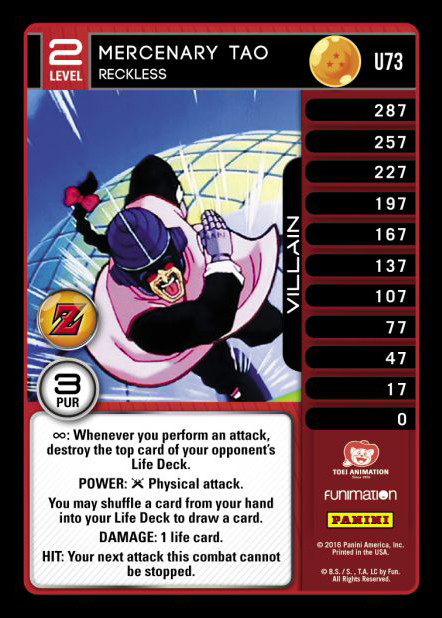 2
LEVEL
MERCENARY TAO
RECKLESS
U73
287
257
227
197
167
137
107
77
47
17
0
VILLAIN
Z
3
PUR
∞: Whenever you perform an attack,
destroy the top card of your opponent's
Life Deck.
POWER: Physical attack.
You may shuffle a card from your hand
into your Life Deck to draw a card.
DAMAGE: 1 life card.
HIT: Your next attack this combat cannot
be stopped.
TOEI ANIMATION
FUNIMATION
PANINI
© 2016 Panini America, Inc.
Printed in the USA.
© B.S./S., T.A. LC by Fun.
All Rights Reserved.